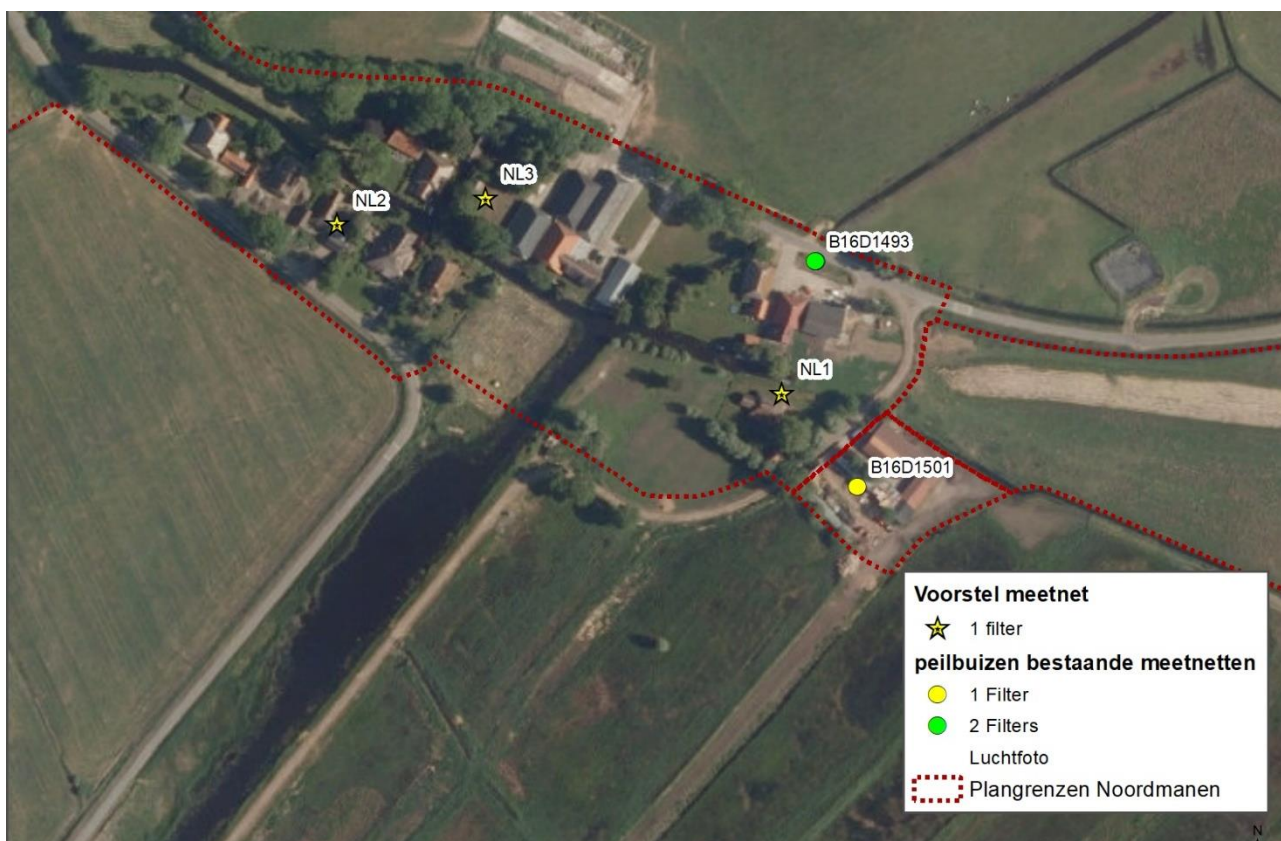 NL3
NL2
B16D1493
NL1
B16D1501
Voorstel meetnet
1 filter
peilbuizen bestaande meetnetten
1 Filter
2 Filters
Luchtfoto
Plangrenzen Noordmanen
N